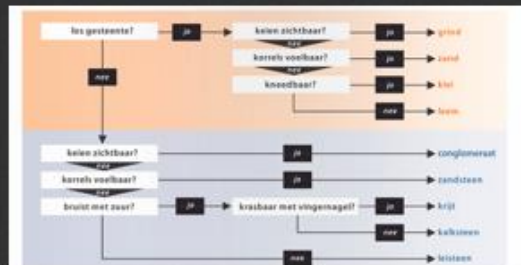 los gesteente? ja keien zichtbaar? ja grind
nee
korrels voelbaar? ja zand
nee
kneedbaar? ja klei
nee leem
nee
keien zichtbaar? ja conglomeraat
nee
korrels voelbaar? ja zandsteen
nee
bruist met zuur? ja krasbaar met vingernagel? ja krijt
nee kalksteen
nee leisteen